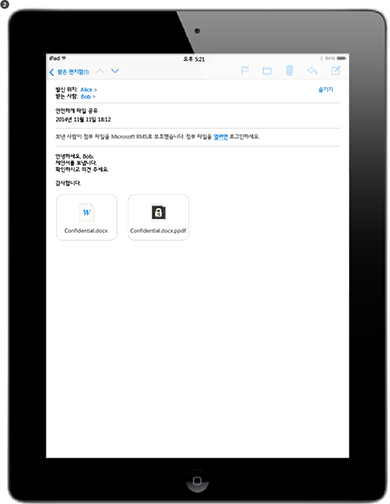 2
iPad
오후 5:21
84%
받은 편지함(1)
발신 위치: Alice >
숨기기
받는 사람: Bob >
안전하게 파일 공유
2014년 11월 11일 18:12
보낸 사람이 첨부 파일을 Microsoft RMS로 보호했습니다. 첨부 파일을 열려면 로그인하세요.
안녕하세요, Bob.
제안서를 보냅니다.
확인하시고 의견 주세요.
감사합니다.
Confidential.docx
Confidential.docx.ppdf